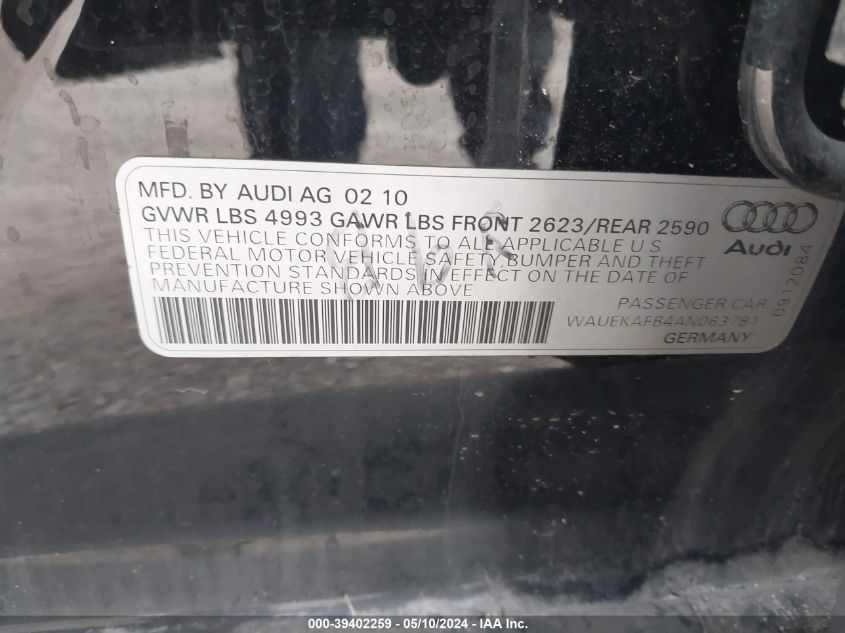 MFD. BY AUDI AG 02 10
GVWR LBS 4993 GAWR LBS FRONT 2623/REAR 2590
THIS VEHICLE CONFORMS TO ALL APPLICABLE U S
FEDERAL MOTOR VEHICLE SAFETY BUMPER AND THEFT
PREVENTION STANDARDS IN EFFECT ON THE DATE OF
MANUFACTURE SHOWN ABOVE
Audi
0912084
PASSENGER CAR
WAUEKAFB4AN063781
GERMANY
000-39402259 - 05/10/2024 - © IAA Inc.